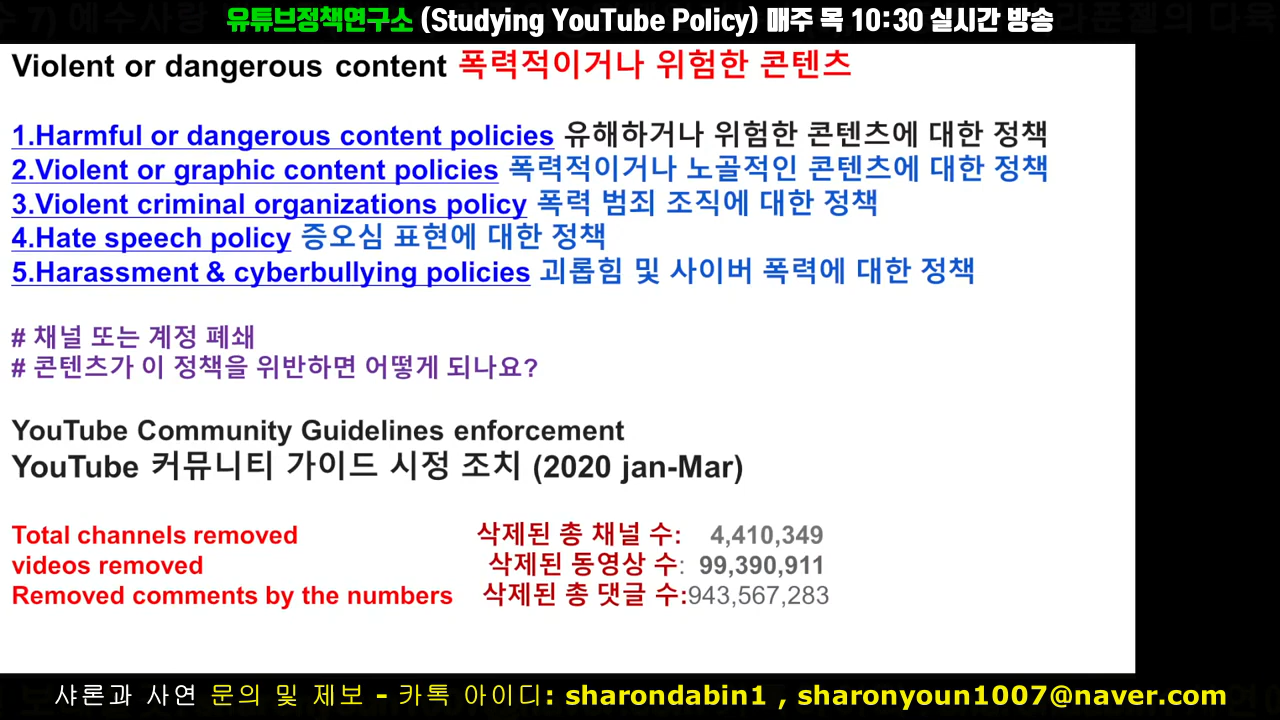 유튜브정책연구소 (Studying YouTube Policy) 매주 목 10:30 실시간 방송
Violent or dangerous content 폭력적이거나 위험한 콘텐츠
1.Harmful or dangerous content policies 유해하거나 위험한 콘텐츠에 대한 정책
2.Violent or graphic content policies 폭력적이거나 노골적인 콘텐츠에 대한 정책
3.Violent criminal organizations policy 폭력 범죄 조직에 대한 정책
4.Hate speech policy 증오심 표현에 대한 정책
5.Harassment & cyberbullying policies 괴롭힘 및 사이버 폭력에 대한 정책
# 채널 또는 계정 폐쇄
# 콘텐츠가 이 정책을 위반하면 어떻게 되나요?
YouTube Community Guidelines enforcement
YouTube 커뮤니티 가이드 시정 조치 (2020 jan-Mar)
Total channels removed 삭제된 총 채널 수: 4,410,349
videos removed 삭제된 동영상 수: 99,390,911
Removed comments by the numbers 삭제된 총 댓글 수:943,567,283
샤론과 사연 문의 및 제보 - 카톡 아이디: sharondabin1 , sharonyoun1007@naver.com